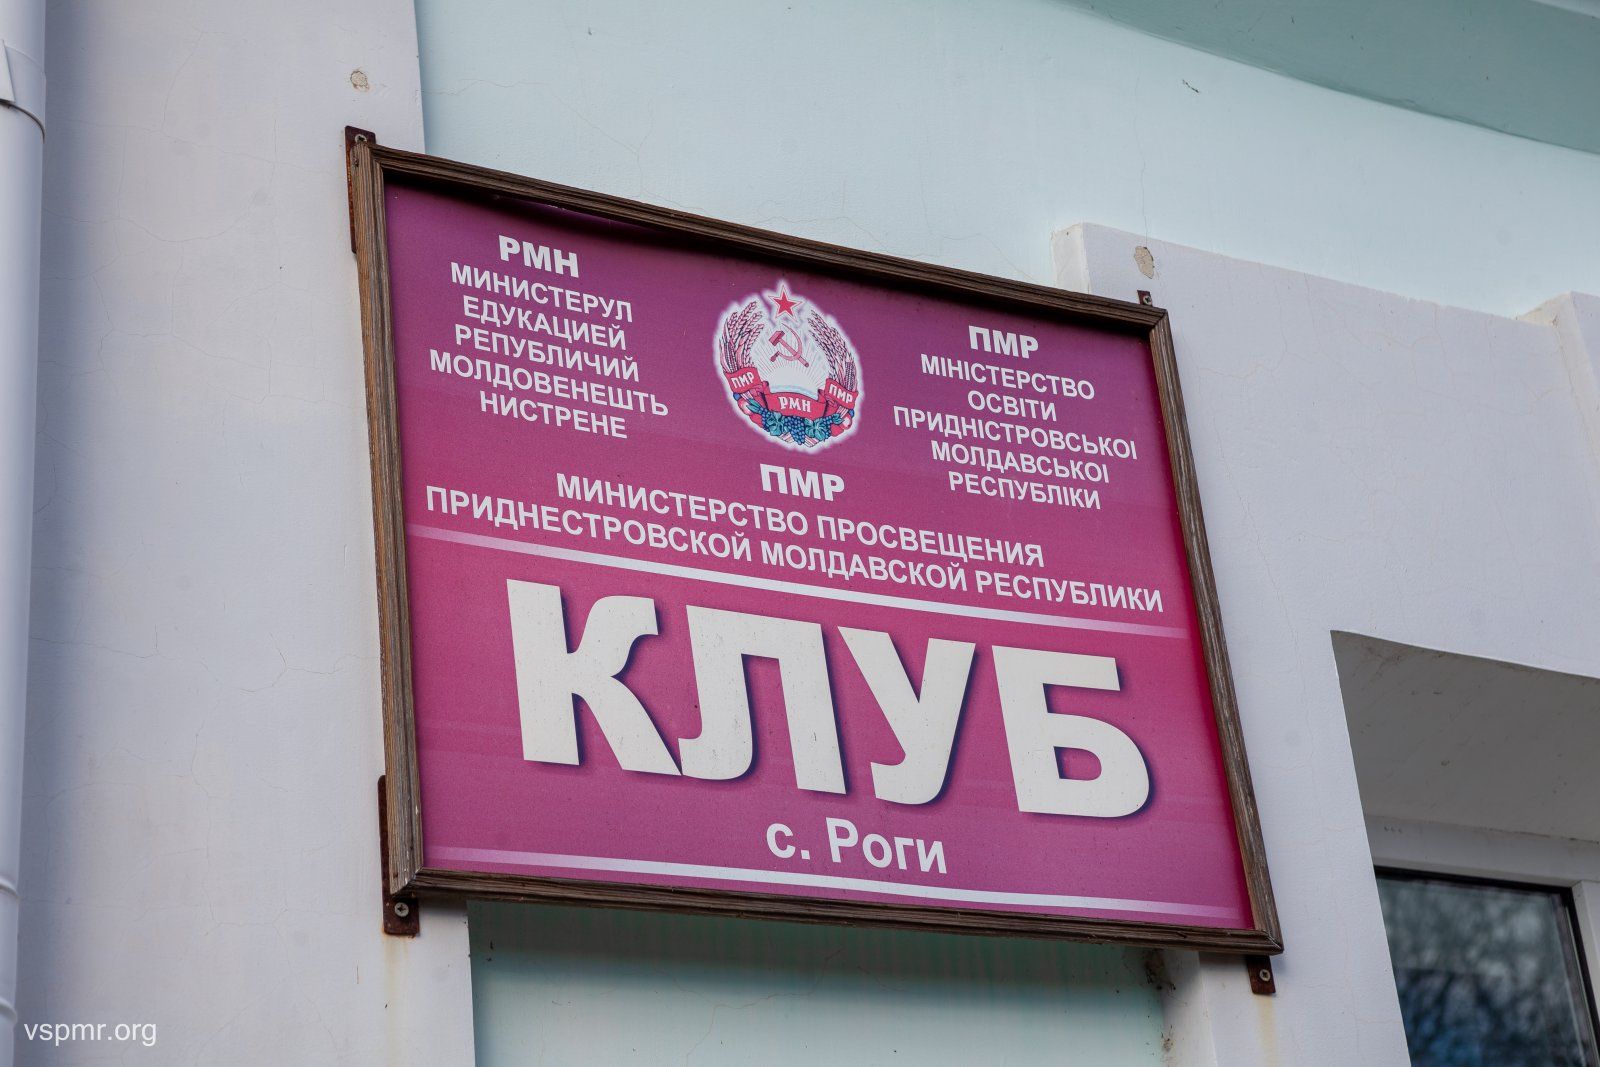 РМН
МИНИСТЕРУЛ
ЕДУКАЦИЕЙ
РЕПУБЛИЧИЙ
МОЛДОВЕНЕШТЬ
НИСТРЕНЕ
ПМР
РМН
ПМР
ПМР
МІНІСТЕРСТВО
ОСВІТИ
ПРИДНІСТРОВСЬКОІ
МОЛДАВСЬКОІ
РЕСПУБЛІКИ
ПМР
МИНИСТЕРСТВО ПРОСВЕЩЕНИЯ
ПРИДНЕСТРОВСКОЙ МОЛДАВСКОЙ РЕСПУБЛИКИ
КЛУБ
с. Роги
vspmr.org